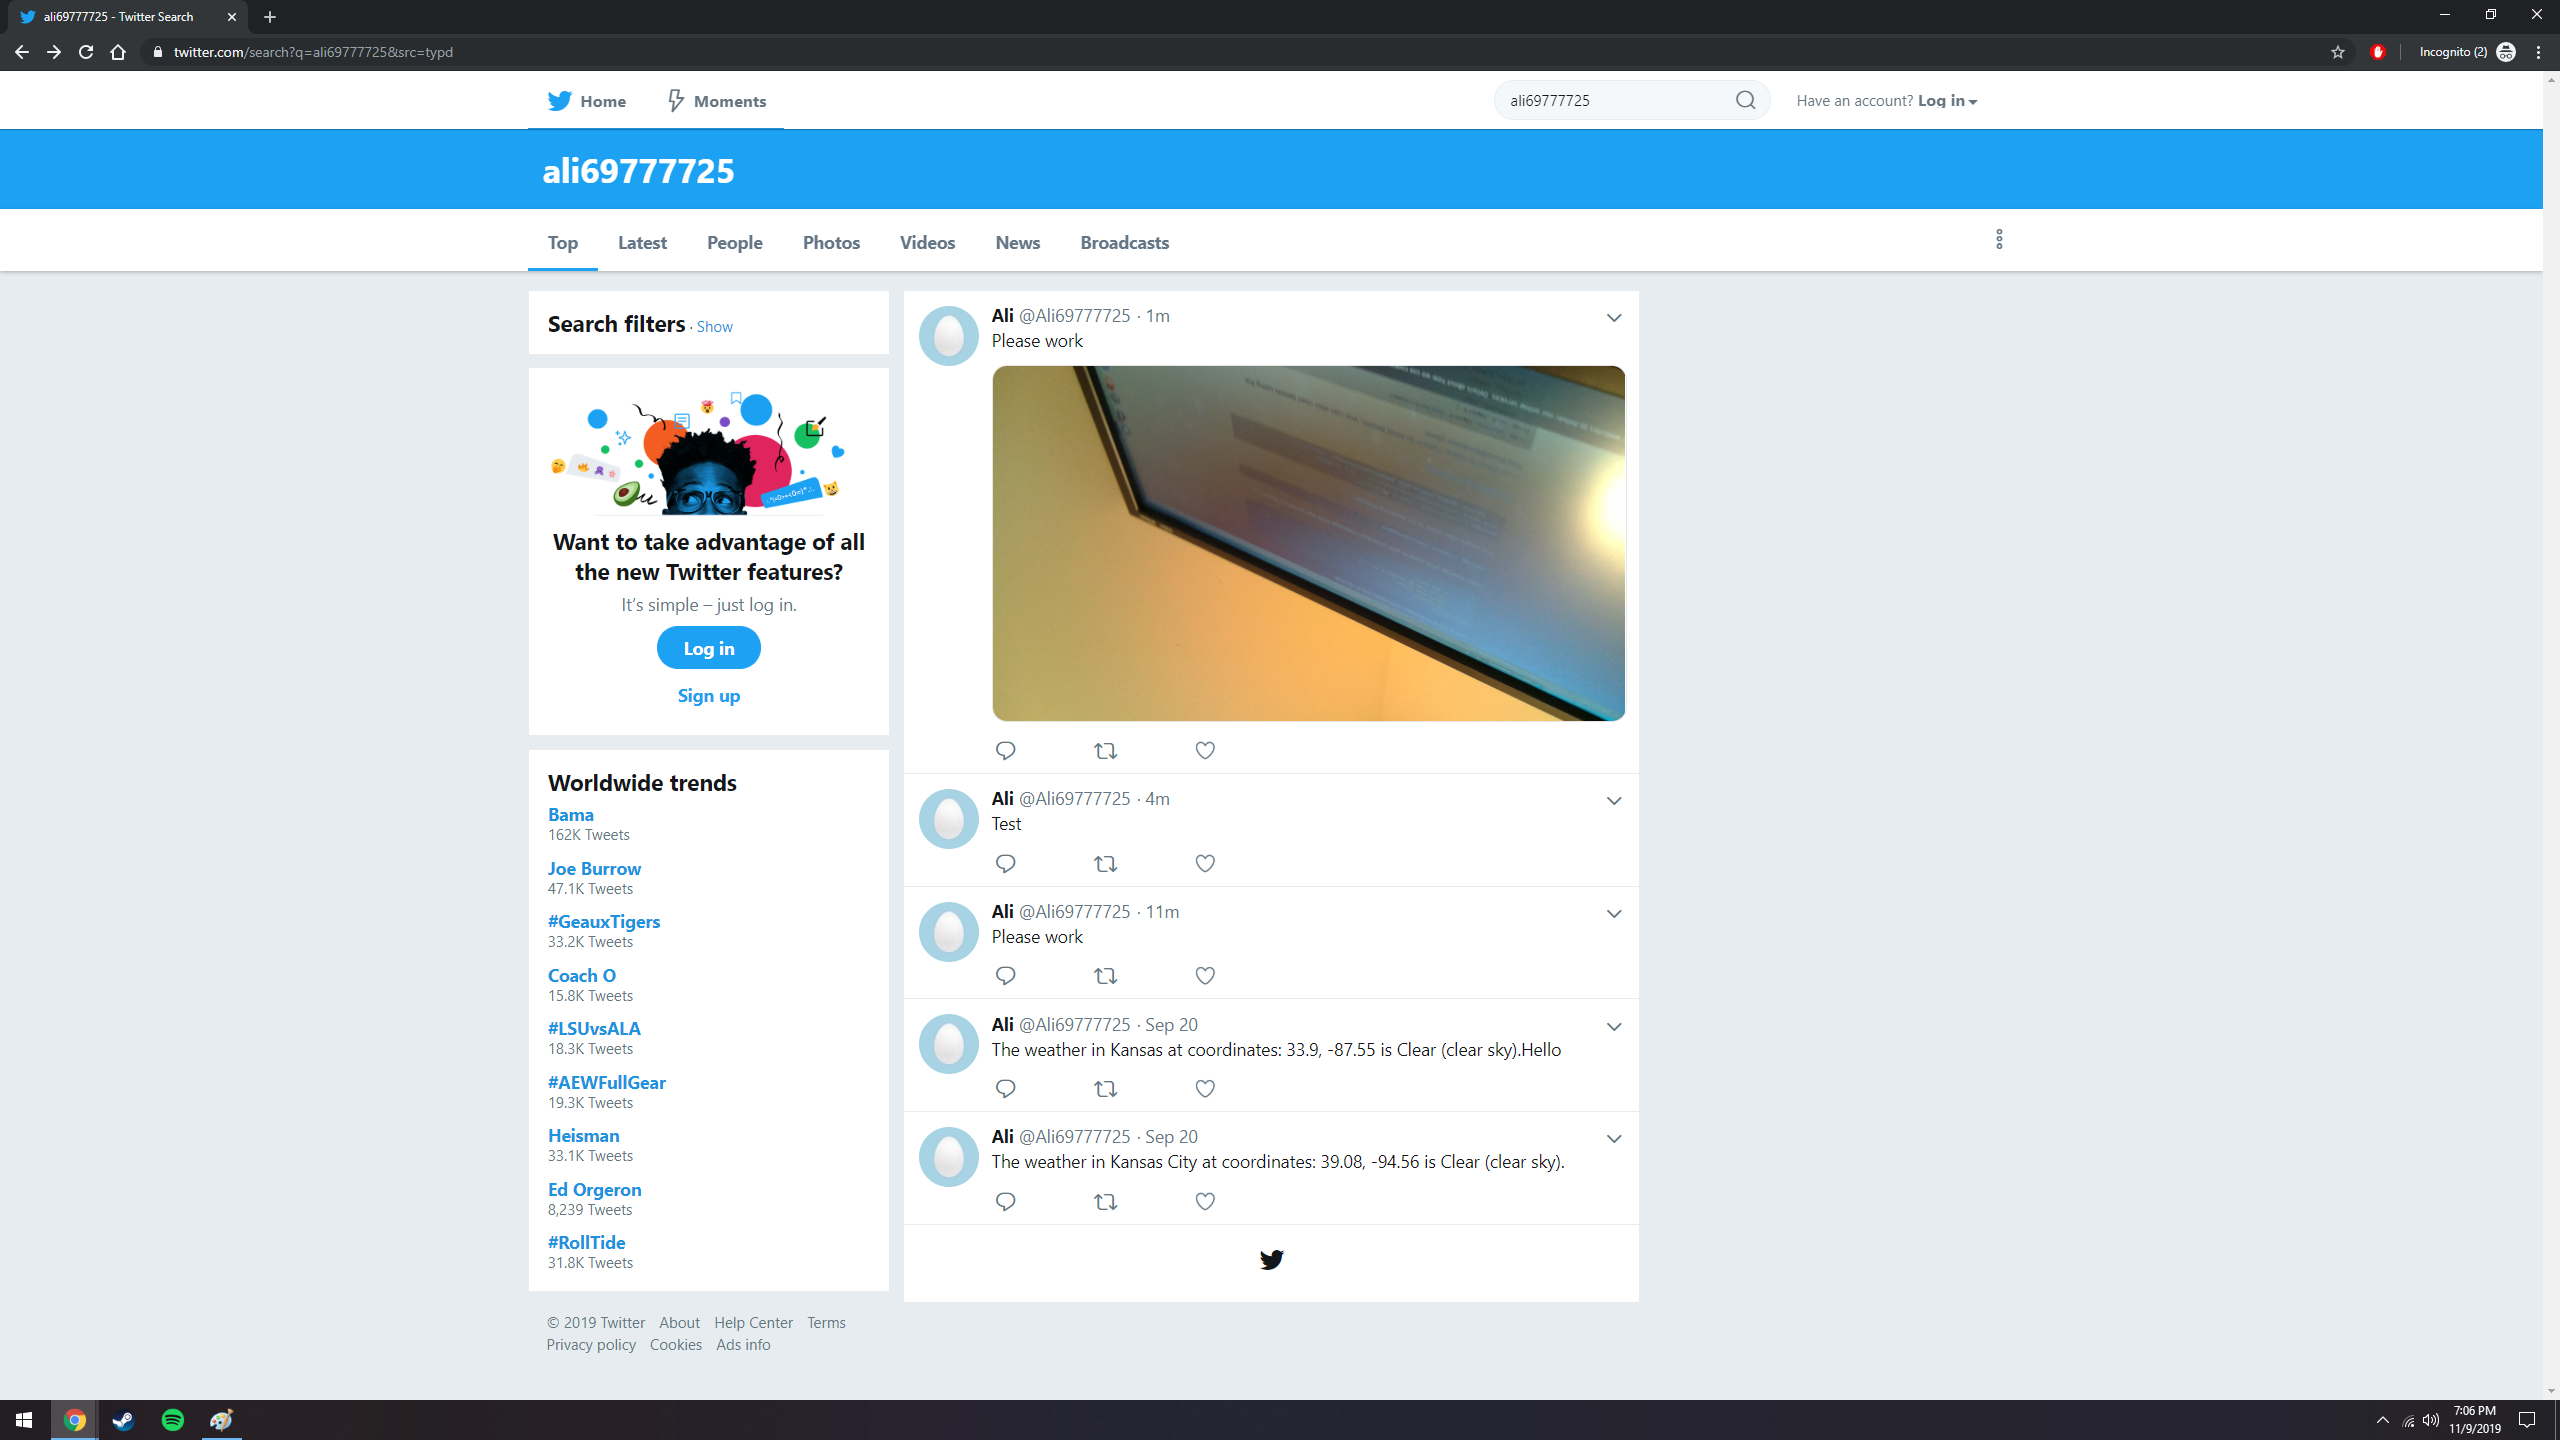 ali69777725 - Twitter Search
twitter.com/search?q=ali69777725&src=typd
Incognito (2)
Home
Moments
ali69777725
Have an account? Log in
ali69777725
Top
Latest
People
Photos
Videos
News
Broadcasts
Search filters · Show
Want to take advantage of all
the new Twitter features?
It's simple – just log in.
Log in
Sign up
Worldwide trends
Bama
162K Tweets
Joe Burrow
47.1K Tweets
#GeauxTigers
33.2K Tweets
Coach O
15.8K Tweets
#LSUvsALA
18.3K Tweets
#AEWFullGear
19.3K Tweets
Heisman
33.1K Tweets
Ed Orgeron
8,239 Tweets
#RollTide
31.8K Tweets
© 2019 Twitter About Help Center Terms
Privacy policy Cookies Ads info
Ali @Ali69777725 · 1m
Please work
Ali @Ali69777725 · 4m
Test
Ali @Ali69777725 · 11m
Please work
Ali @Ali69777725 · Sep 20
The weather in Kansas at coordinates: 33.9, -87.55 is Clear (clear sky).Hello
Ali @Ali69777725 · Sep 20
The weather in Kansas City at coordinates: 39.08, -94.56 is Clear (clear sky).
7:06 PM
11/9/2019